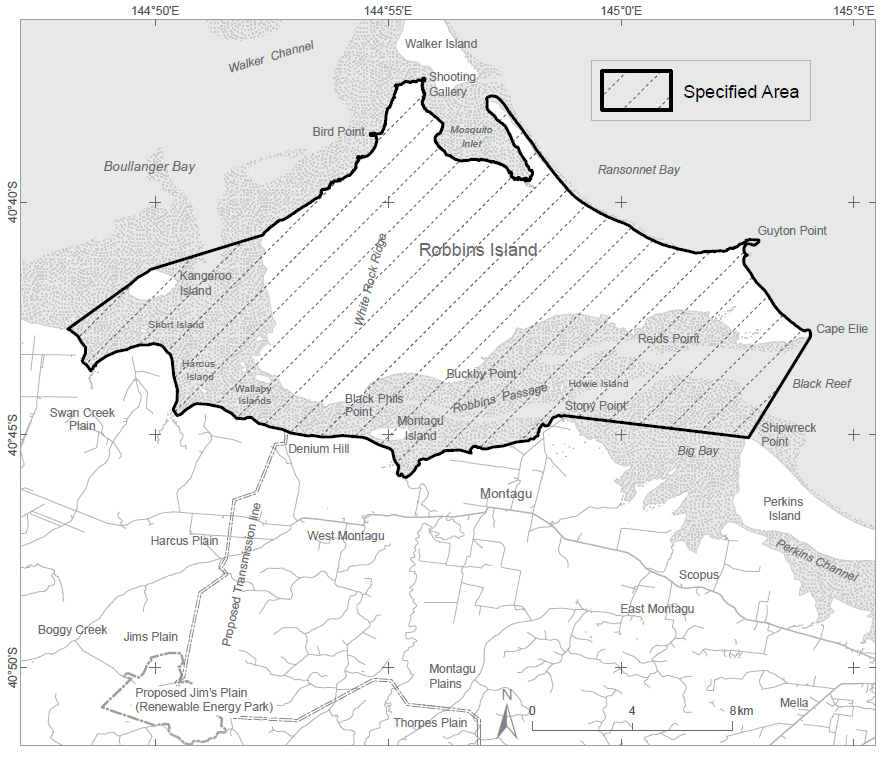 144°50'E
144°55'E
145°0'E
145°5'E
Walker Island
Walker Channel
Shooting
Gallery
Specified Area
Bird Point
Mosquito
Inlet
Boullanger Bay
Ransonnet Bay
40°40'S
Guyton Point
Robbins Island
White Rock Ridge
Kangaroo
Island
Short Island
Cape Elie
Reids Point
Harcus
Island
Buckby Point
Wallaby
Islands
Howie Island
Black Reef
Black Phils
Point
Robbins Passage
Stony Point
Swan Creek
Plain
Montagu
Island
Shipwreck
Point
40°45'S
Denium Hill
Big Bay
Montagu
Perkins
Island
West Montagu
Harcus Plain
Proposed Transmission line
Perkins Channel
Scopus
East Montagu
Boggy Creek
Jims Plain
40°50'S
Montagu
Plains
Proposed Jim's Plain
(Renewable Energy Park)
N
0
4
8km
Mella
Thorpes Plain